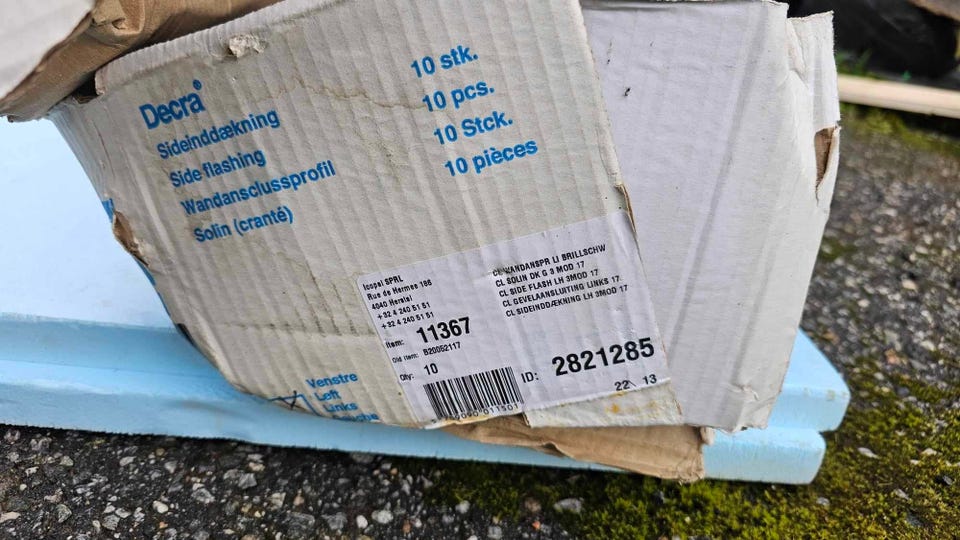 Decra®
Sideinddækning
Side flashing
Wandansclussprofil
Solin (cranté)
10 stk.
10 pcs.
10 Stck.
10 pièces
Icopal SPRL
Rue de Hermes 186
4040 Herstal
+32 4 240 51 51
+32 4 240 51 51
Item: 11367
Old item: B20052117
Qty: 10
WANDANSPR LI BRILLSCHW
CL SOLIN DK G 3 MOD 17
CL SIDE FLASH LH 3MOD 17
CL GEVELAANSLUITING LINKS 17.
CL SIDEINDDÆKNING LH 3MOD 17
ID: 2821285
22 13
Venstre
Left
Links